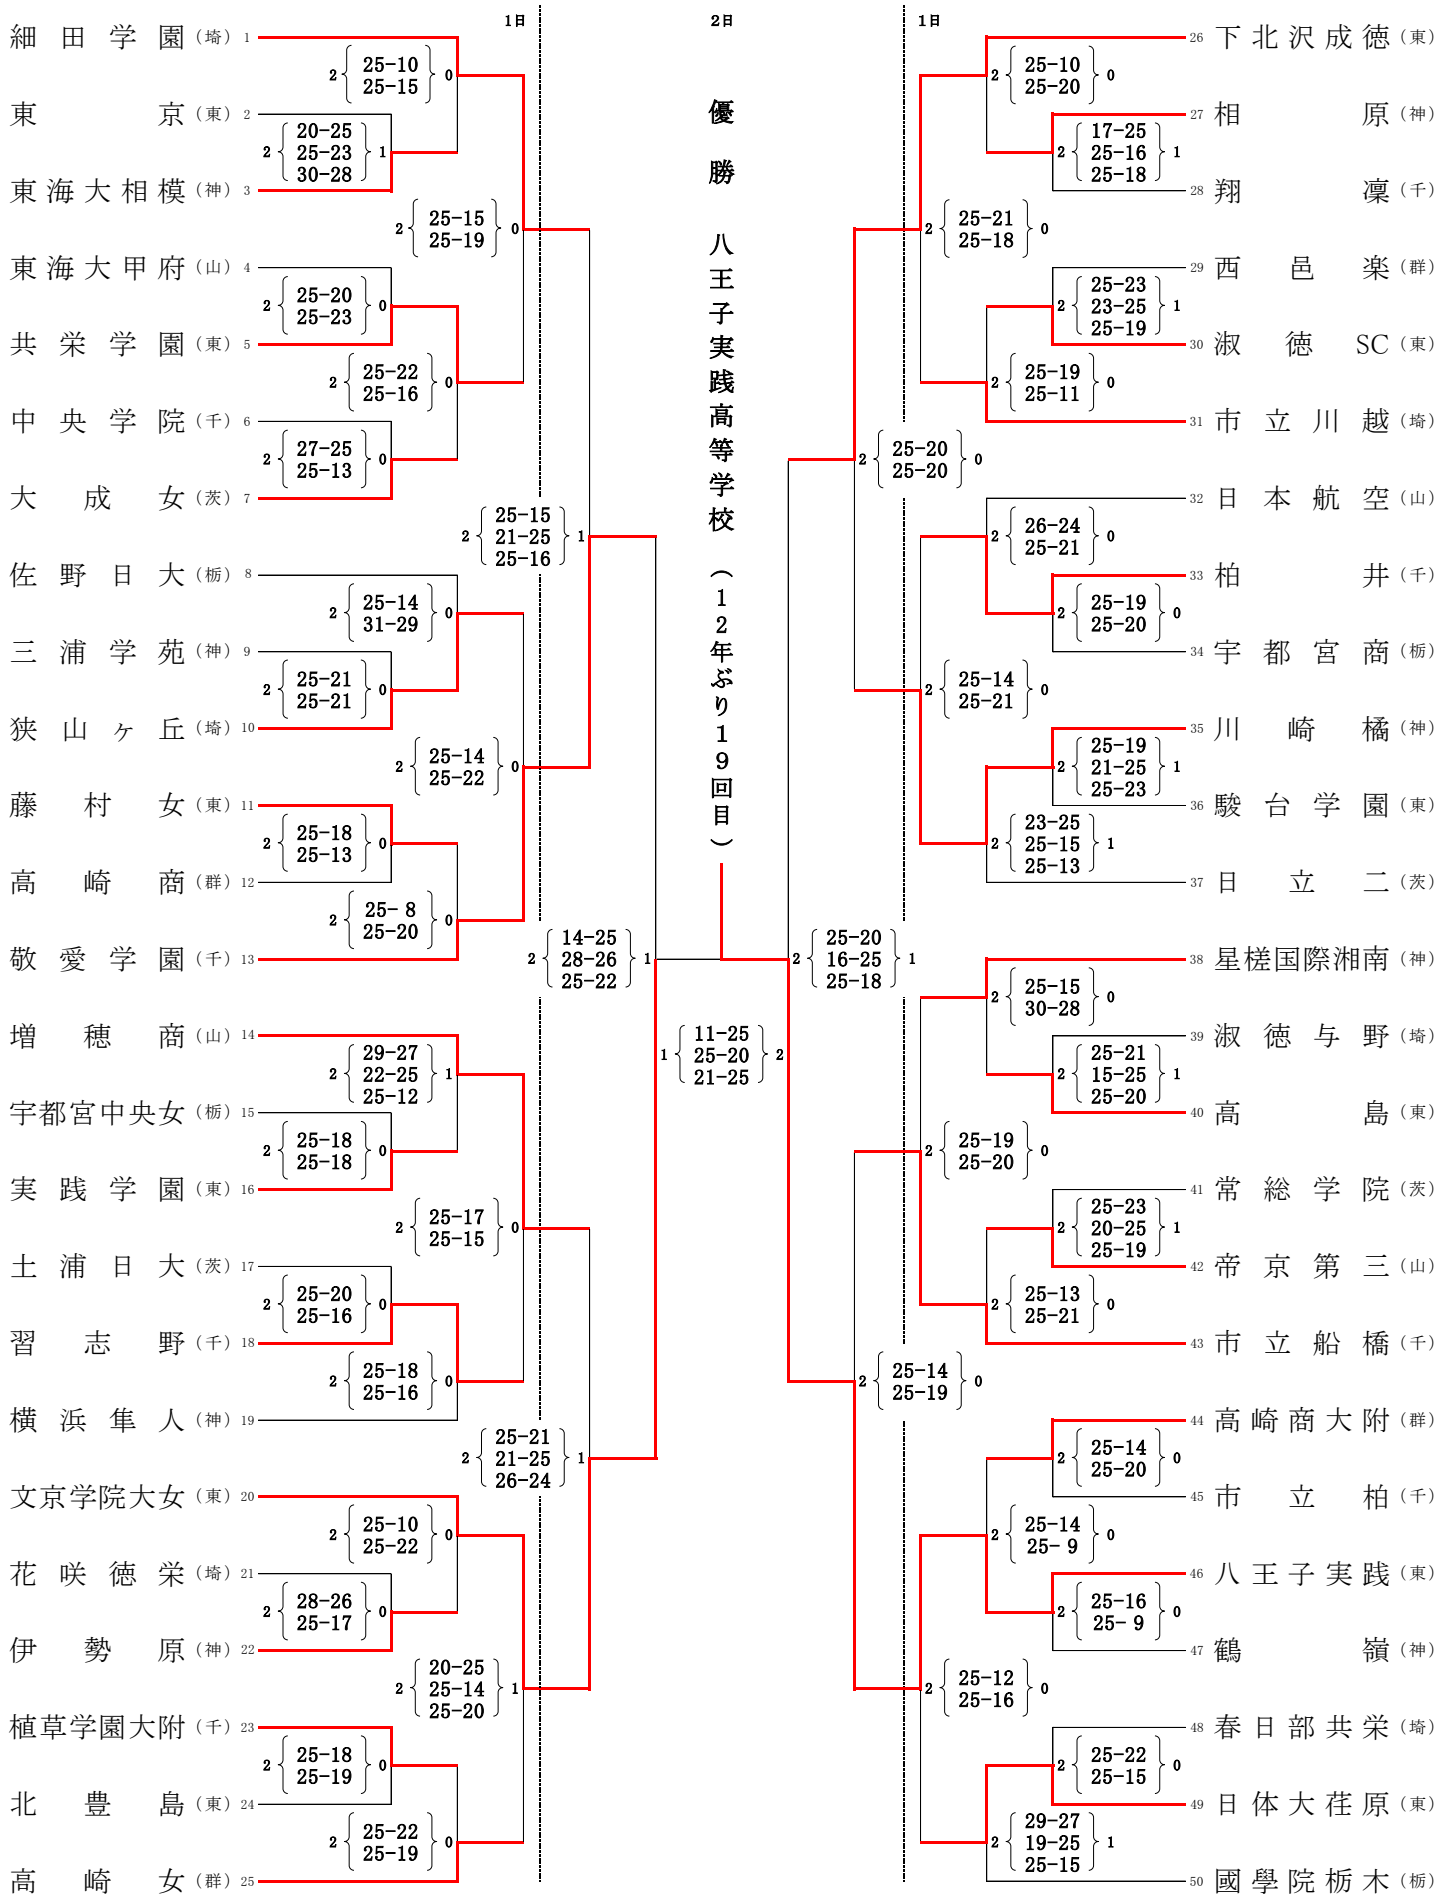 1日
2日
1日
優勝 八王子実践高等学校 （12年ぶり19回目）
細田学園（埼）1
東京（東）2
東海大相模（神）3
東海大甲府（山）4
共栄学園（東）5
中央学院（千）6
大成女（茨）7
佐野日大（栃）8
三浦学苑（神）9
狭山ヶ丘（埼）10
藤村女（東）11
高崎商（群）12
敬愛学園（千）13
増穂商（山）14
宇都宮中央女（栃）15
実践学園（東）16
土浦日大（茨）17
習志野（千）18
横浜隼人（神）19
文京学院大女（東）20
花咲徳栄（埼）21
伊勢原（神）22
植草学園大附（千）23
北豊島（東）24
高崎女（群）25
2 { 25-10 25-15 } 0
2 { 20-25 25-23 30-28 } 1
2 { 25-15 25-19 } 0
2 { 25-20 25-23 } 0
2 { 25-22 25-16 } 0
2 { 27-25 25-13 } 0
2 { 25-15 21-25 25-16 } 1
2 { 25-14 31-29 } 0
2 { 25-21 25-21 } 0
2 { 25-14 25-22 } 0
2 { 25-18 25-13 } 0
2 { 25- 8 25-20 } 0
2 { 14-25 28-26 25-22 } 1
2 { 29-27 22-25 25-12 } 1
2 { 25-18 25-18 } 0
2 { 25-17 25-15 } 0
2 { 25-20 25-16 } 0
2 { 25-18 25-16 } 0
2 { 25-21 21-25 26-24 } 1
2 { 25-10 25-22 } 0
2 { 28-26 25-17 } 0
2 { 20-25 25-14 25-20 } 1
2 { 25-18 25-19 } 0
2 { 25-22 25-19 } 0
1 { 11-25 25-20 21-25 } 2
26 下北沢成徳（東）
27 相原（神）
28 翔凜（千）
29 西邑楽（群）
30 淑徳SC（東）
31 市立川越（埼）
32 日本航空（山）
33 柏井（千）
34 宇都宮商（栃）
35 川崎橘（神）
36 駿台学園（東）
37 日立二（茨）
38 星槎国際湘南（神）
39 淑徳与野（埼）
40 高島（東）
41 常総学院（茨）
42 帝京第三（山）
43 市立船橋（千）
44 高崎商大附（群）
45 市立柏（千）
46 八王子実践（東）
47 鶴嶺（神）
48 春日部共栄（埼）
49 日体大荏原（東）
50 國學院栃木（栃）
2 { 25-10 25-20 } 0
2 { 17-25 25-16 25-18 } 1
2 { 25-21 25-18 } 0
2 { 25-23 23-25 25-19 } 1
2 { 25-19 25-11 } 0
2 { 25-20 25-20 } 0
2 { 26-24 25-21 } 0
2 { 25-19 25-20 } 0
2 { 25-14 25-21 } 0
2 { 25-19 21-25 25-23 } 1
2 { 23-25 25-15 25-13 } 1
2 { 25-20 16-25 25-18 } 1
2 { 25-15 30-28 } 0
2 { 25-21 15-25 25-20 } 1
2 { 25-19 25-20 } 0
2 { 25-23 20-25 25-19 } 1
2 { 25-13 25-21 } 0
2 { 25-14 25-19 } 0
2 { 25-14 25-20 } 0
2 { 25-14 25- 9 } 0
2 { 25-16 25- 9 } 0
2 { 25-12 25-16 } 0
2 { 25-22 25-15 } 0
2 { 29-27 19-25 25-15 } 1